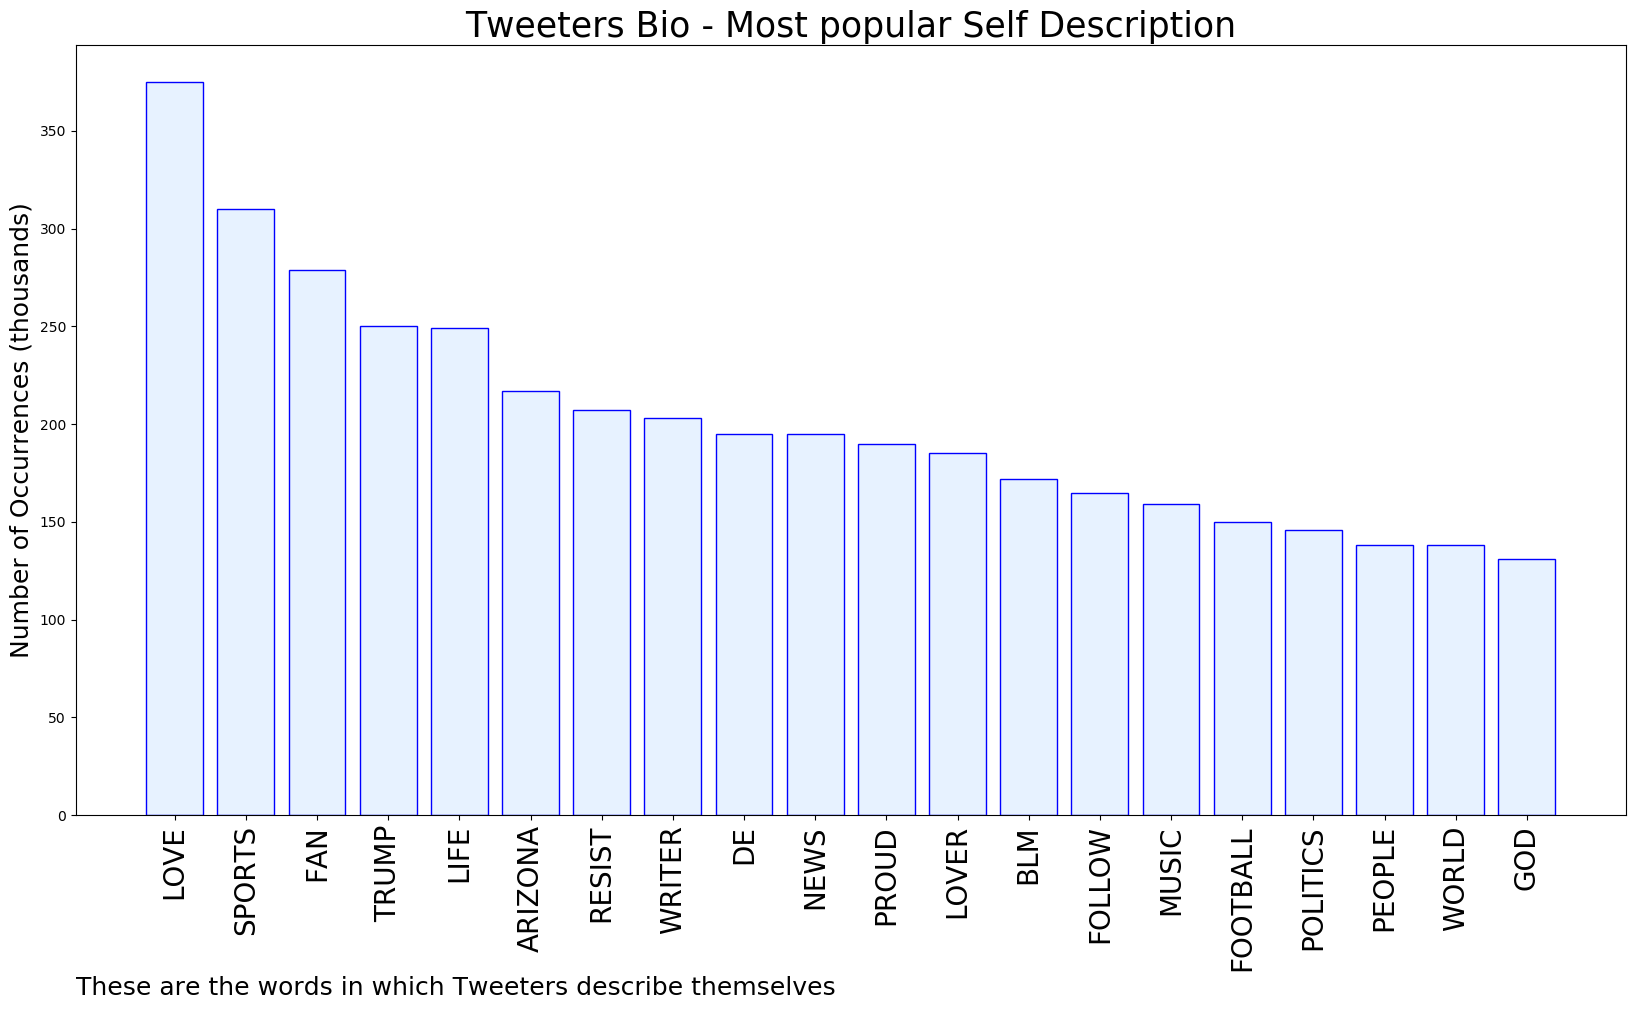 Tweeters Bio - Most popular Self Description
Number of Occurrences (thousands)
350
300
250
200
150
100
50
0
LOVE
SPORTS
FAN
TRUMP
LIFE
ARIZONA
RESIST
WRITER
DE
NEWS
PROUD
LOVER
BLM
FOLLOW
MUSIC
FOOTBALL
POLITICS
PEOPLE
WORLD
GOD
These are the words in which Tweeters describe themselves